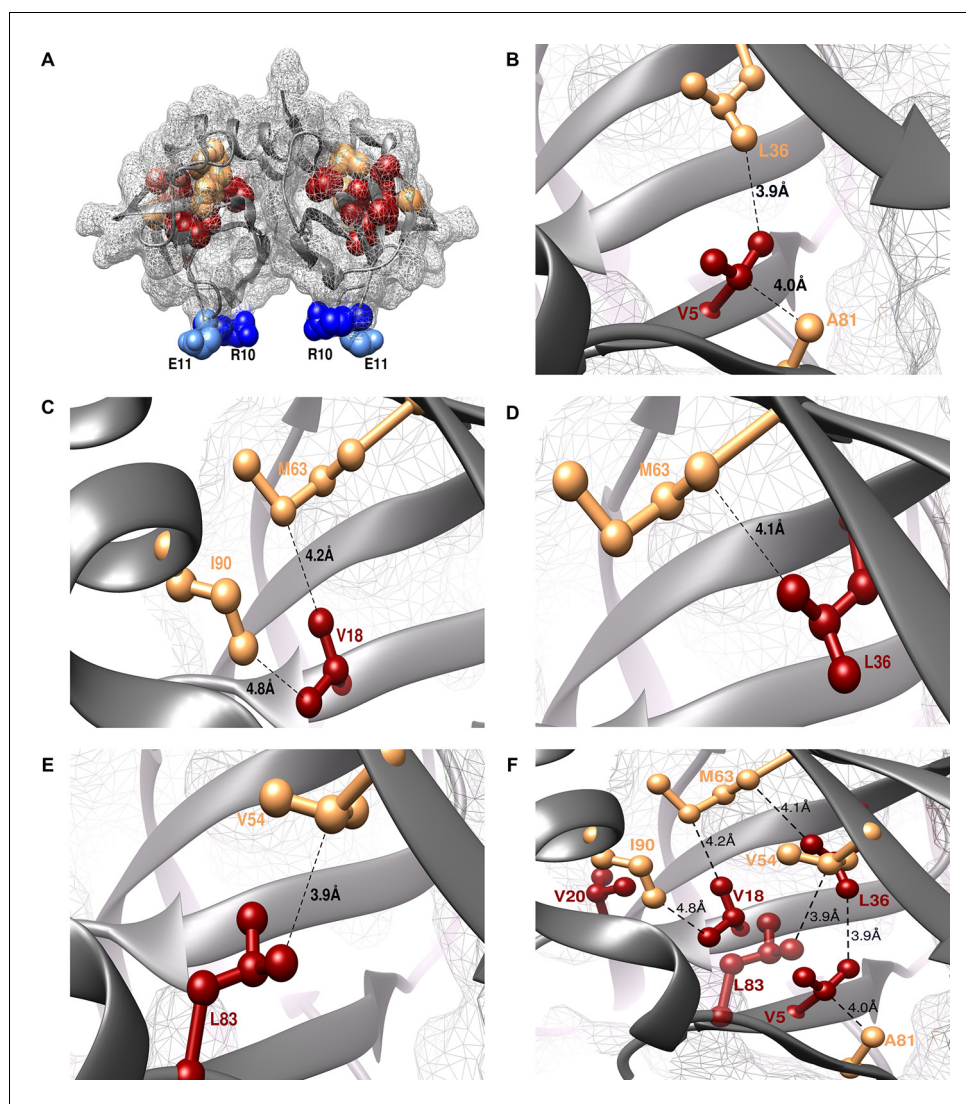 A
E11
R10
R10
E11
B
L36
3.9Å
4.0Å
V5
A81
C
M63
4.2Å
I90
V18
4.8Å
D
M63
4.1Å
L36
E
V54
3.9Å
L83
F
M63
4.1Å
4.2Å
I90
V54
V20
V18
L36
4.8Å
3.9Å
3.9Å
L83
V5
4.0Å
A81